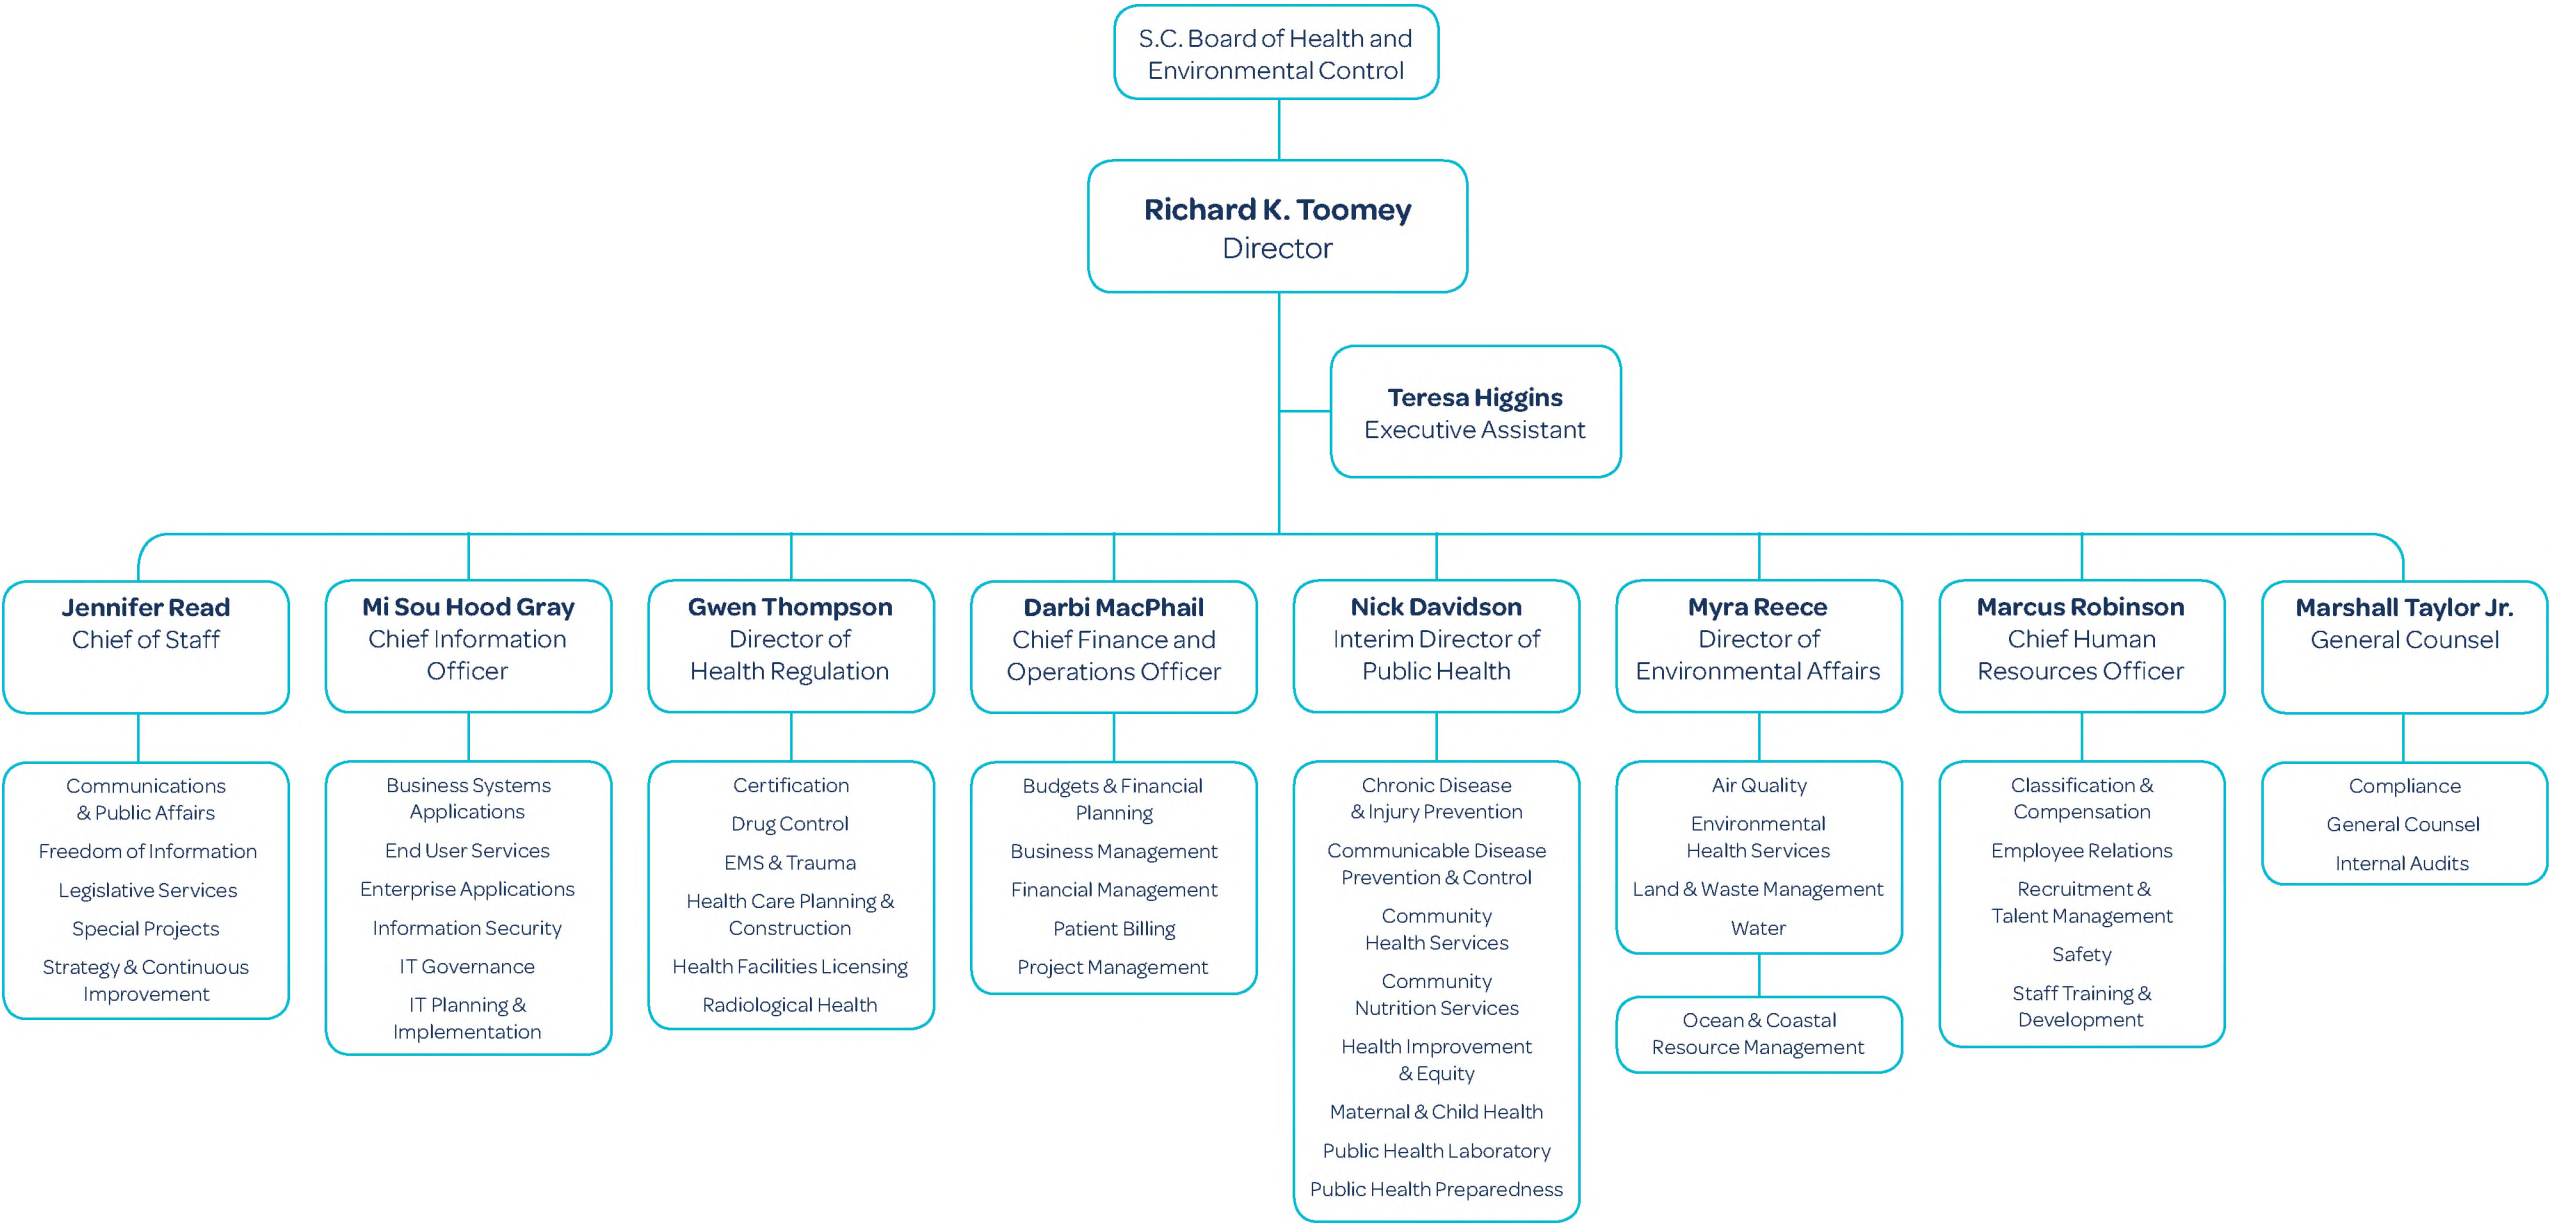 S.C. Board of Health and
Environmental Control
Richard K. Toomey
Director
Teresa Higgins
Executive Assistant
Jennifer Read
Chief of Staff
Communications
& Public Affairs
Freedom of Information
Legislative Services
Special Projects
Strategy & Continuous
Improvement
Mi Sou Hood Gray
Chief Information
Officer
Business Systems
Applications
End User Services
Enterprise Applications
Information Security
IT Governance
IT Planning &
Implementation
Gwen Thompson
Director of
Health Regulation
Certification
Drug Control
EMS & Trauma
Health Care Planning &
Construction
Health Facilities Licensing
Radiological Health
Darbi MacPhail
Chief Finance and
Operations Officer
Budgets & Financial
Planning
Business Management
Financial Management
Patient Billing
Project Management
Nick Davidson
Interim Director of
Public Health
Chronic Disease
& Injury Prevention
Communicable Disease
Prevention & Control
Community
Health Services
Community
Nutrition Services
Health Improvement
& Equity
Maternal & Child Health
Public Health Laboratory
Public Health Preparedness
Myra Reece
Director of
Environmental Affairs
Air Quality
Environmental
Health Services
Land & Waste Management
Water
Ocean & Coastal
Resource Management
Marcus Robinson
Chief Human
Resources Officer
Classification &
Compensation
Employee Relations
Recruitment &
Talent Management
Safety
Staff Training &
Development
Marshall Taylor Jr.
General Counsel
Compliance
General Counsel
Internal Audits